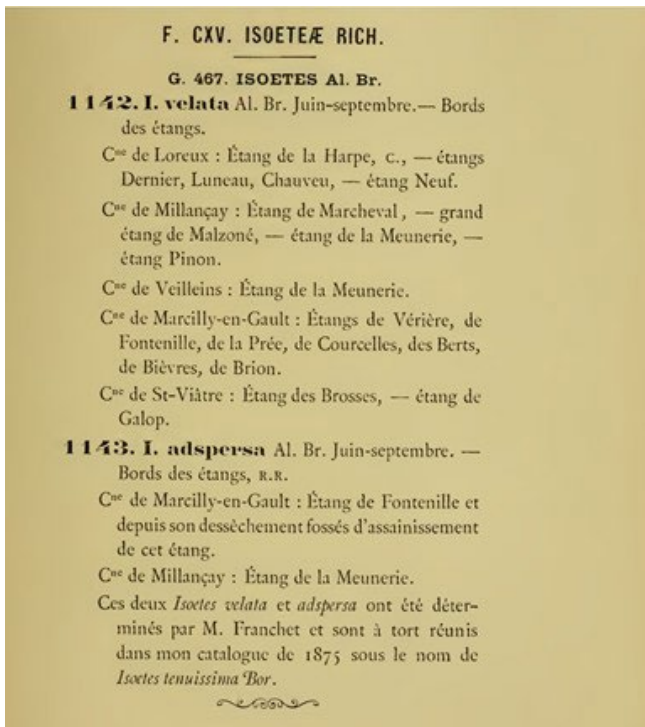 F. CXV. ISOETEÆ RICH.
G. 467. ISOETES Al. Br.
1142. I. velata Al. Br. Juin-septembre. — Bords
des étangs.
Cne de Loreux : Étang de la Harpe, C., — étangs
Dernier, Luneau, Chauveu, — étang Neuf.
Cne de Millançay : Étang de Marcheval, — grand
étang de Malzoné, — étang de la Meunerie, —
étang Pinon.
Cne de Veilleins : Étang de la Meunerie.
Cne de Marcilly-en-Gault : Étangs de Vérière, de
Fontenille, de la Prée, de Courcelles, des Berts,
de Bièvres, de Brion.
Cne de St-Viâtre : Étang des Brosses, — étang de
Galop.
1143. I. adspersa Al. Br. Juin-septembre. —
Bords des étangs, R.R.
Cne de Marcilly-en-Gault : Étang de Fontenille et
depuis son dessèchement fossés d'assainissement
de cet étang.
Cne de Millançay : Étang de la Meunerie.
Ces deux Isoetes velata et adspersa ont été déter-
minés par M. Franchet et sont à tort réunis
dans mon catalogue de 1875 sous le nom de
Isoetes tenuissima Bor.